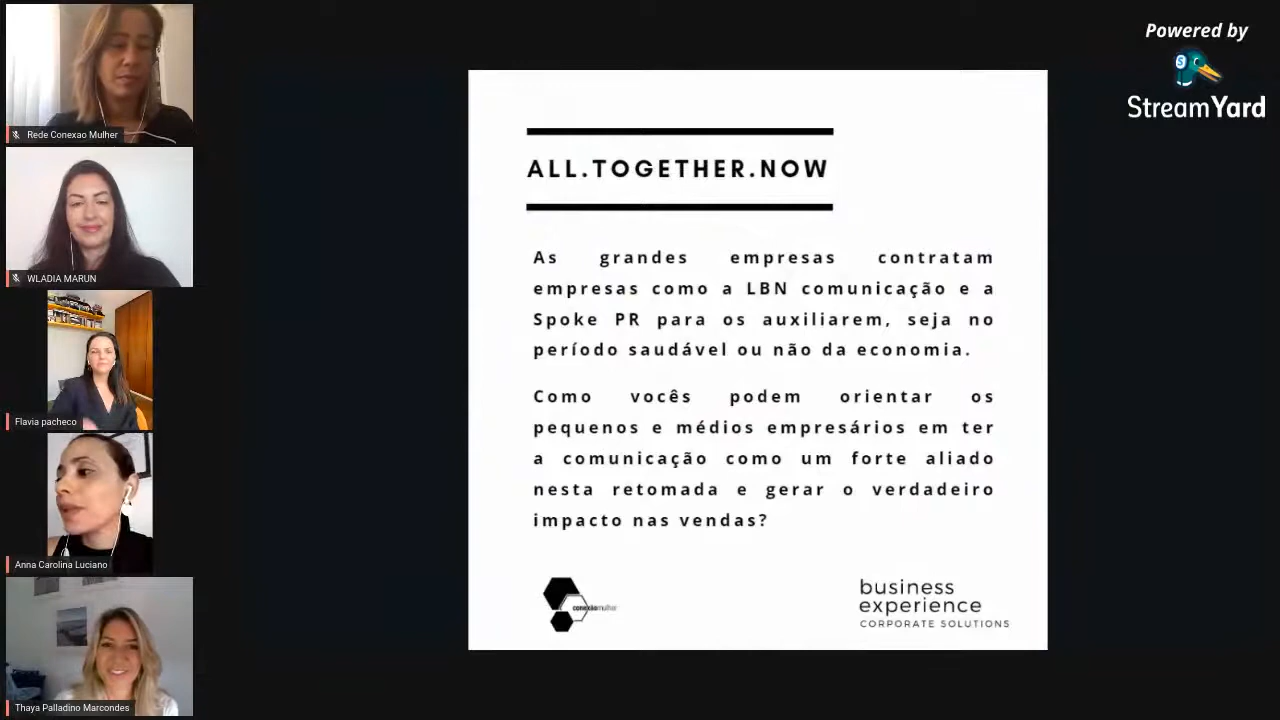 Rede Conexao Mulher
WLADIA MARUN
Flavia pacheco
Anna Carolina Luciano
Thaya Palladino Marcondes
ALL.TOGETHER.NOW
As grandes empresas contratam
empresas como a LBN comunicação e a
Spoke PR para os auxiliarem, seja no
período saudável ou não da economia.
Como vocês podem orientar os
pequenos e médios empresários em ter
a comunicação como um forte aliado
nesta retomada e gerar o verdadeiro
impacto nas vendas?
conexãomulher
business
experience
CORPORATE SOLUTIONS
Powered by
StreamYard